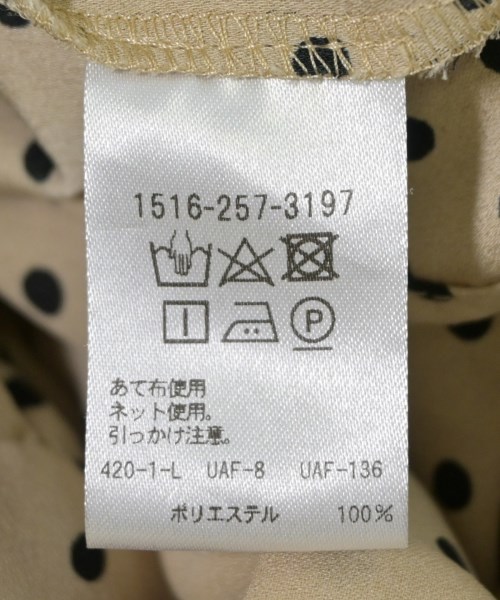 1516-257-3197
P
あて布使用
ネット使用。
引っかけ注意。
420-1-L UAF-8 UAF-136
ポリエステル 100%